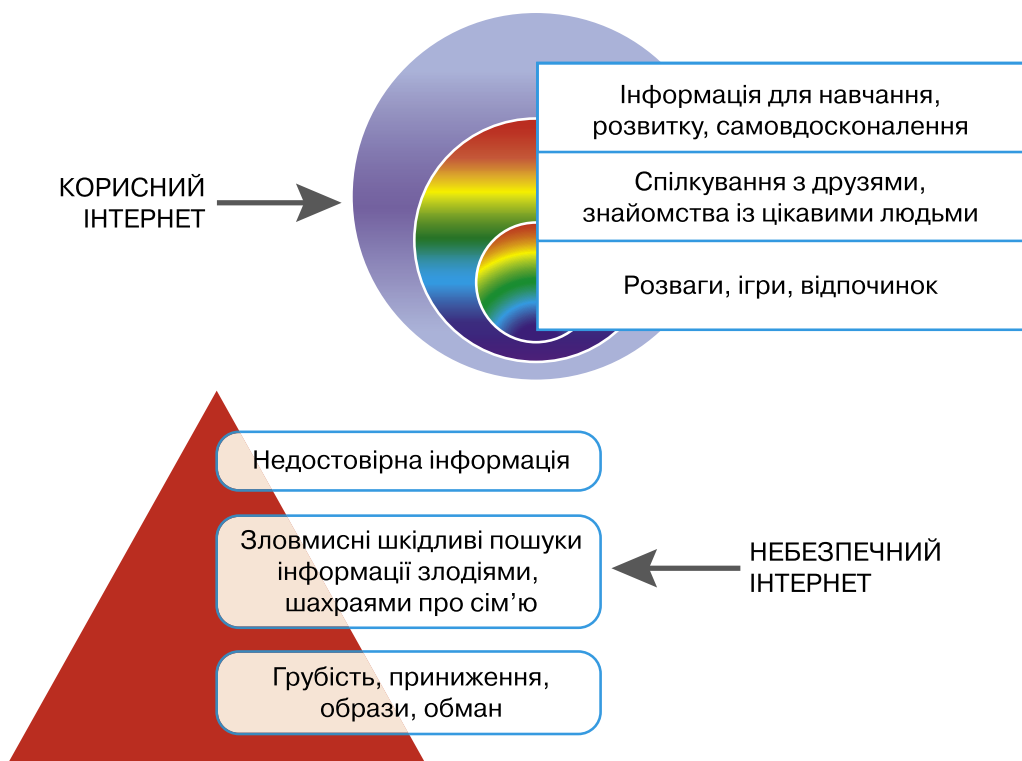 КОРИСНИЙ
ІНТЕРНЕТ
Інформація для навчання,
розвитку, самовдосконалення
Спілкування з друзями,
знайомства із цікавими людьми
Розваги, ігри, відпочинок
Недостовірна інформація
Зловмисні шкідливі пошуки
інформації злодіями,
шахраями про сім’ю
Грубість, приниження,
образи, обман
НЕБЕЗПЕЧНИЙ
ІНТЕРНЕТ